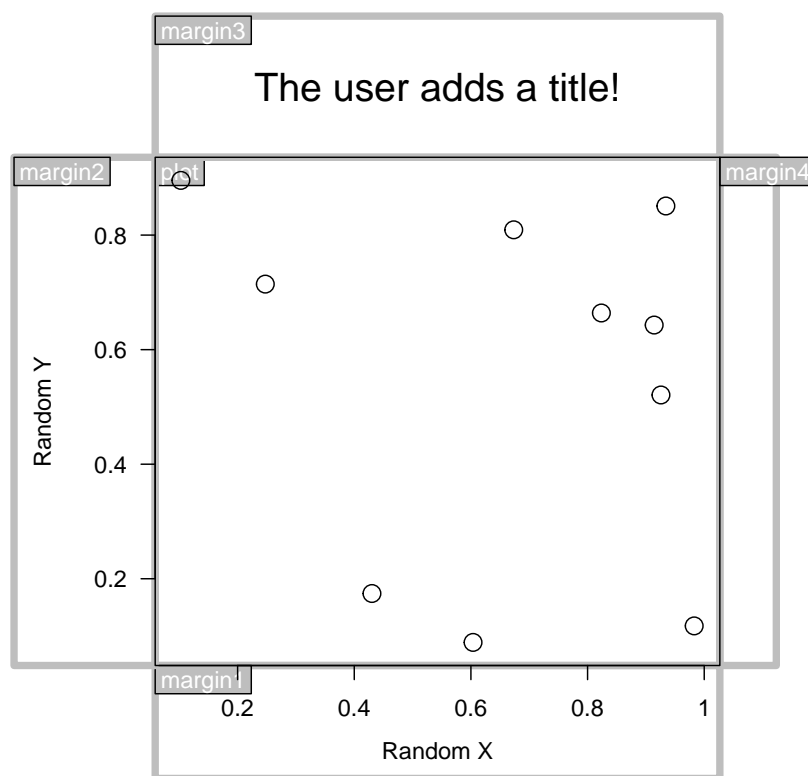 margin3
The user adds a title!
margin2
plot
margin4
0.8
0.6
0.4
0.2
Random Y
margin1
0.2 0.4 0.6 0.8 1
Random X